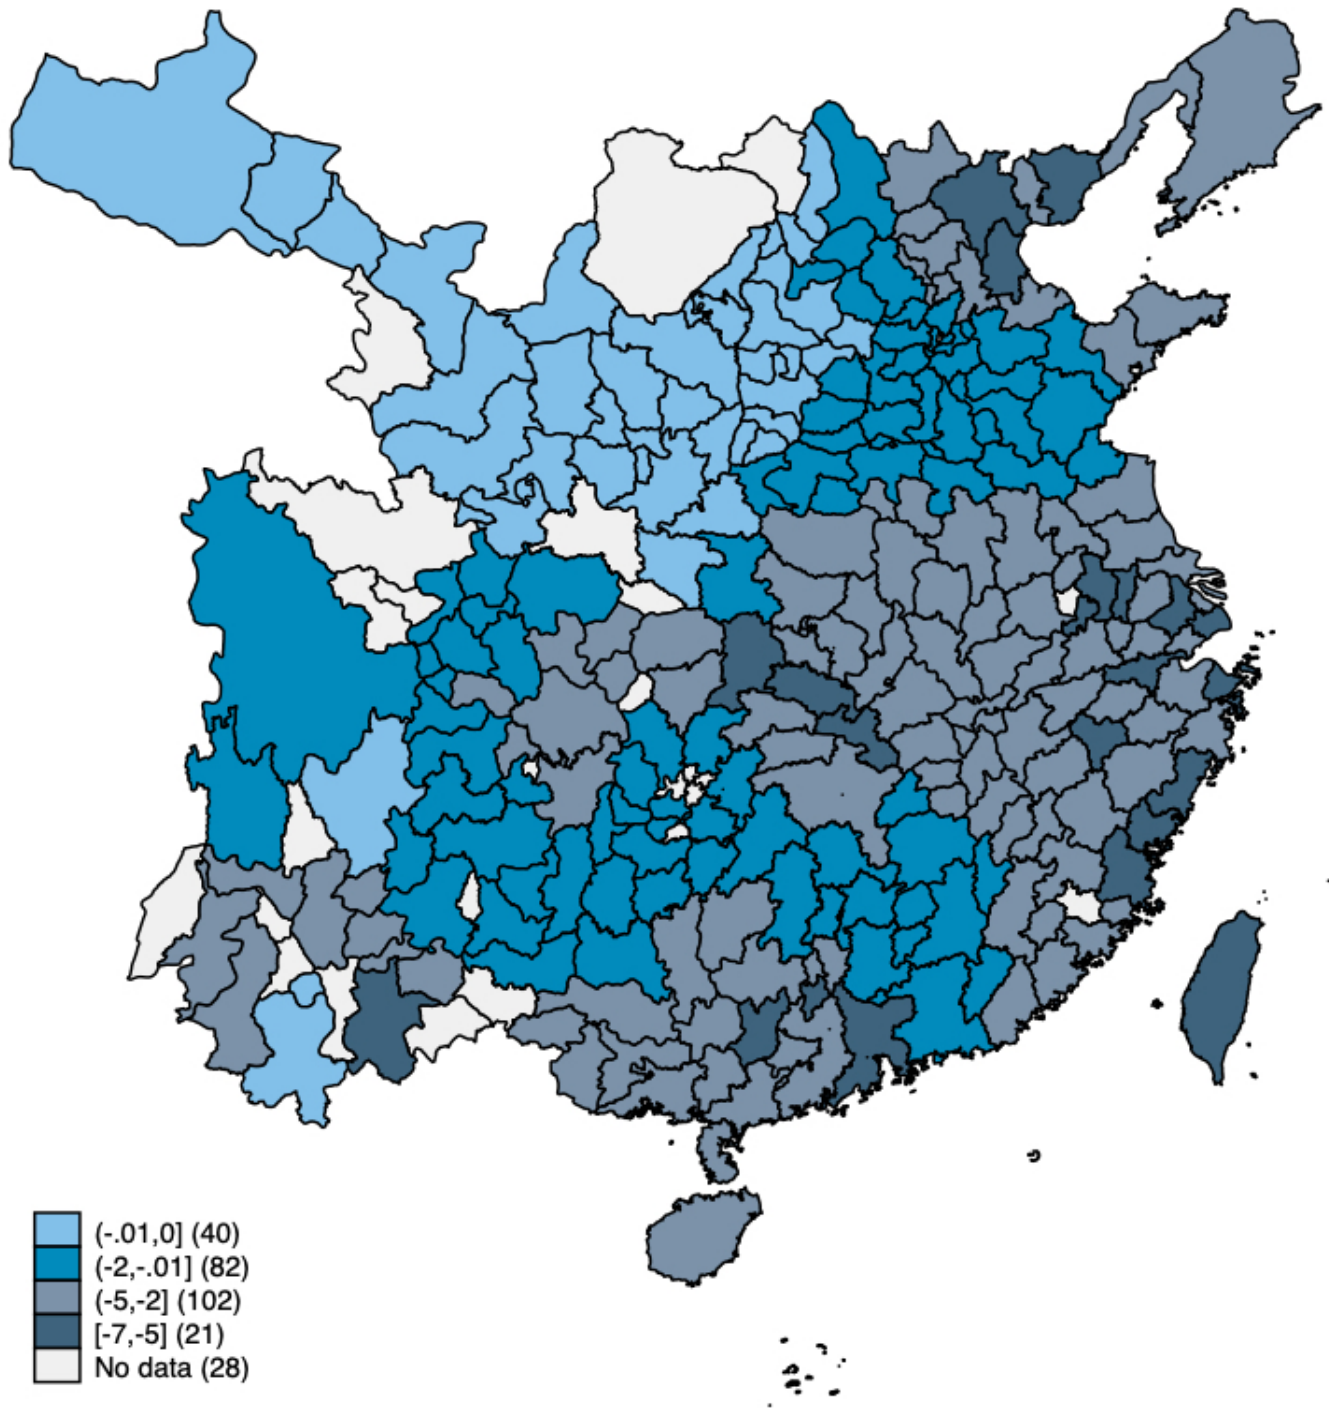 (-.01,0] (40)
(-2,-.01] (82)
(-5,-2] (102)
[-7,-5] (21)
No data (28)